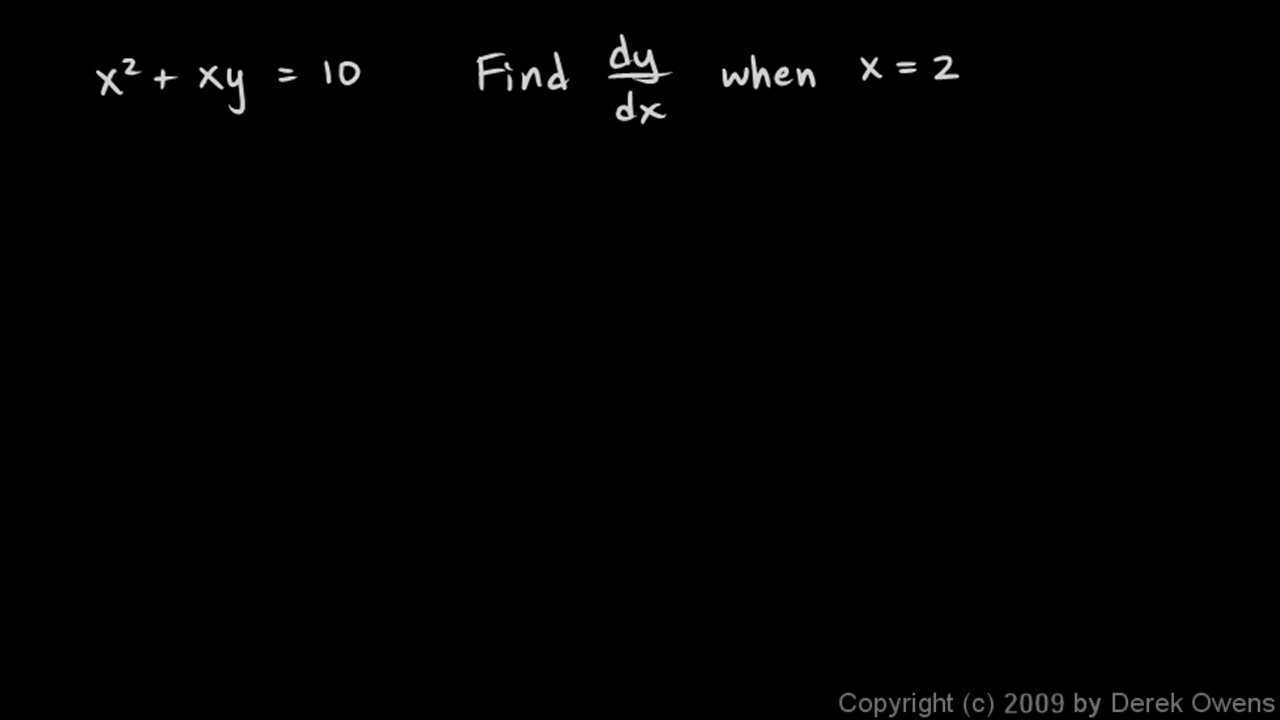 x² + xy = 10 Find dy/dx when x = 2
Copyright (c) 2009 by Derek Owens